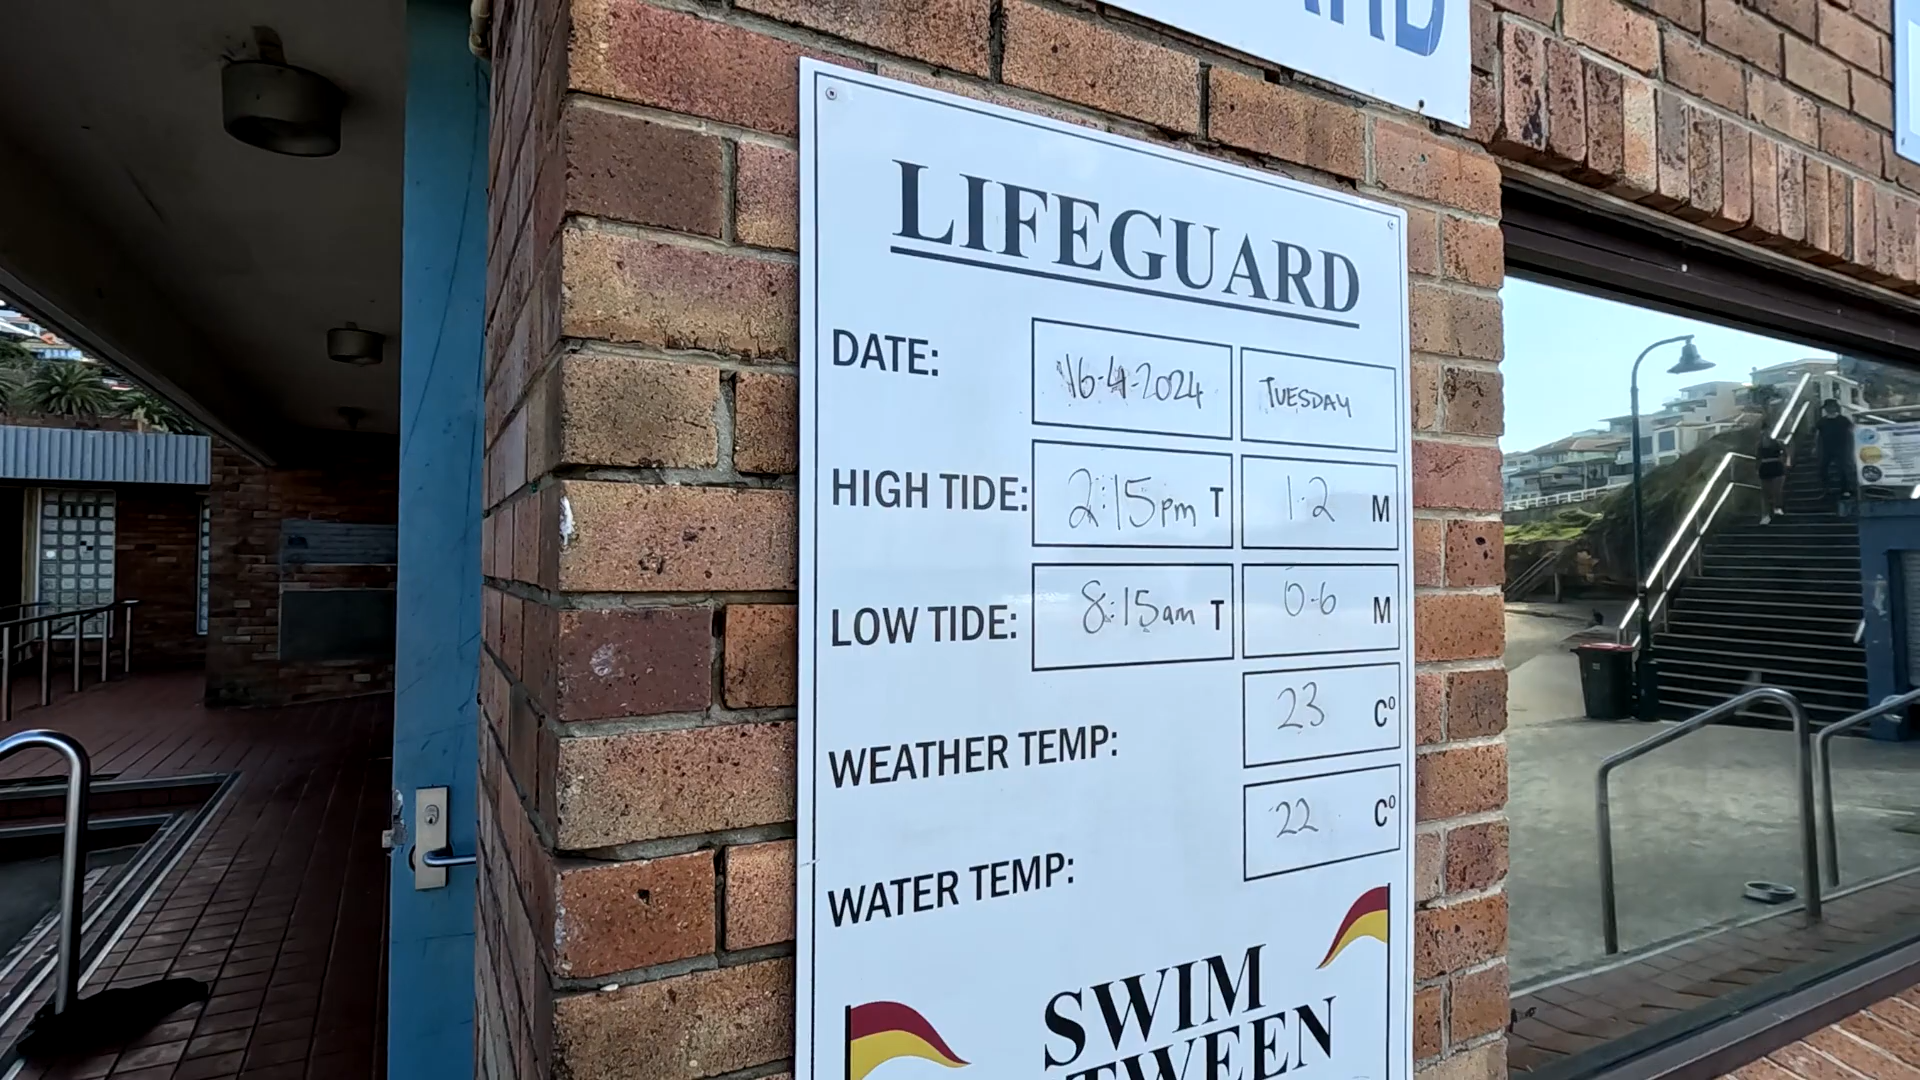 LIFEGUARD
DATE: 16-4-2024 TUESDAY
HIGH TIDE: 2:15pm T 1.2 M
LOW TIDE: 8:15am T 0.6 M
WEATHER TEMP: 23 C°
WATER TEMP: 22 C°
SWIM